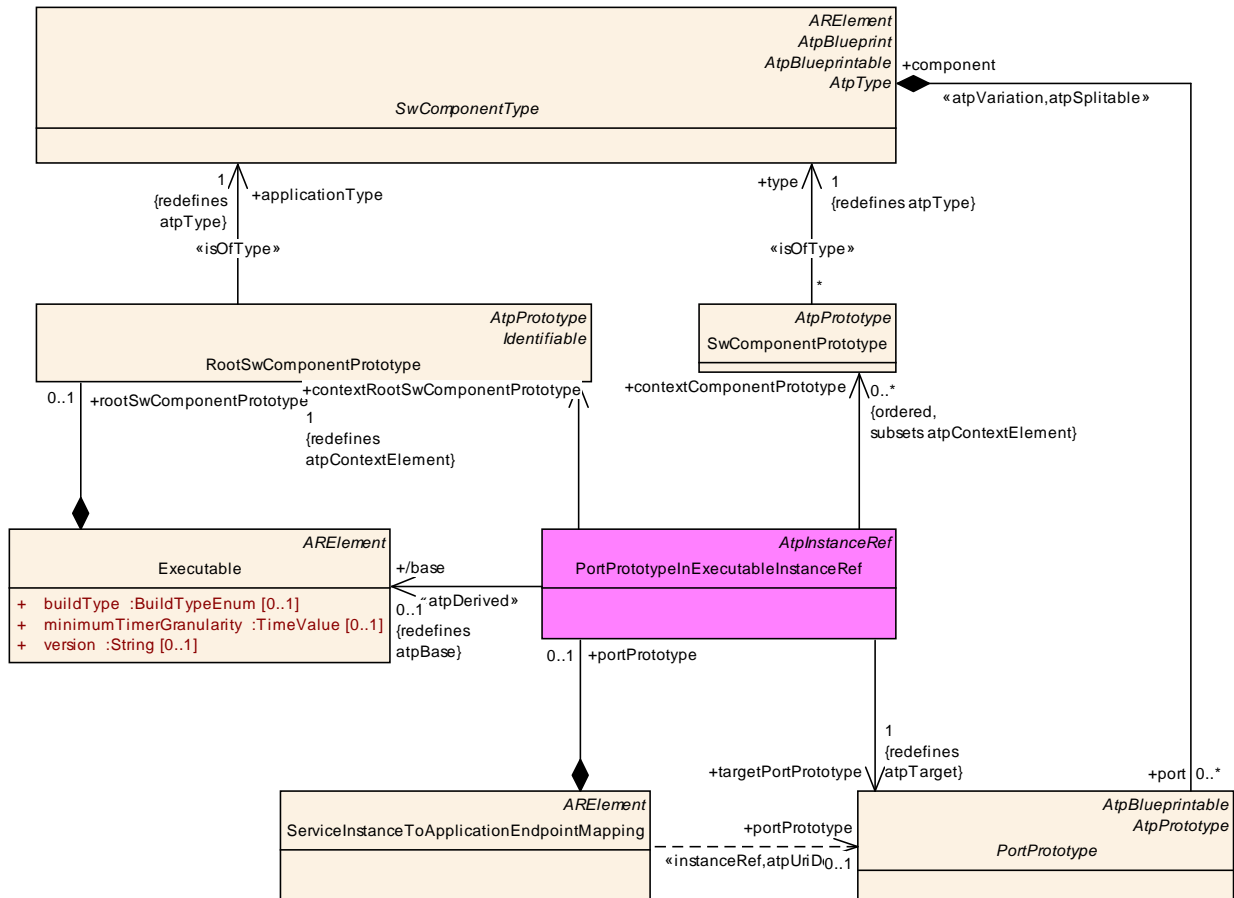 ARElement
AtpBlueprint
AtpBlueprintable
AtpType
SwComponentType
+component
«atpVariation,atpSplitable»
1
{redefines
atpType}
+applicationType
+type
1
{redefines atpType}
«isOfType»
«isOfType»
*
AtpPrototype
Identifiable
RootSwComponentPrototype
AtpPrototype
SwComponentPrototype
0..1
+rootSwComponentPrototype
+contextRootSwComponentPrototype
1
{redefines
atpContextElement}
+contextComponentPrototype
0..*
{ordered,
subsets atpContextElement}
ARElement
Executable
+ buildType :BuildTypeEnum [0..1]
+ minimumTimerGranularity :TimeValue [0..1]
+ version :String [0..1]
+/base
«atpDerived»
0..1
{redefines
atpBase}
AtpInstanceRef
PortPrototypeInExecutableInstanceRef
0..1
+portPrototype
1
{redefines
atpTarget}
+targetPortPrototype
+port
0..*
ARElement
ServiceInstanceToApplicationEndpointMapping
+portPrototype
«instanceRef,atpUriD
0..1
AtpBlueprintable
AtpPrototype
PortPrototype